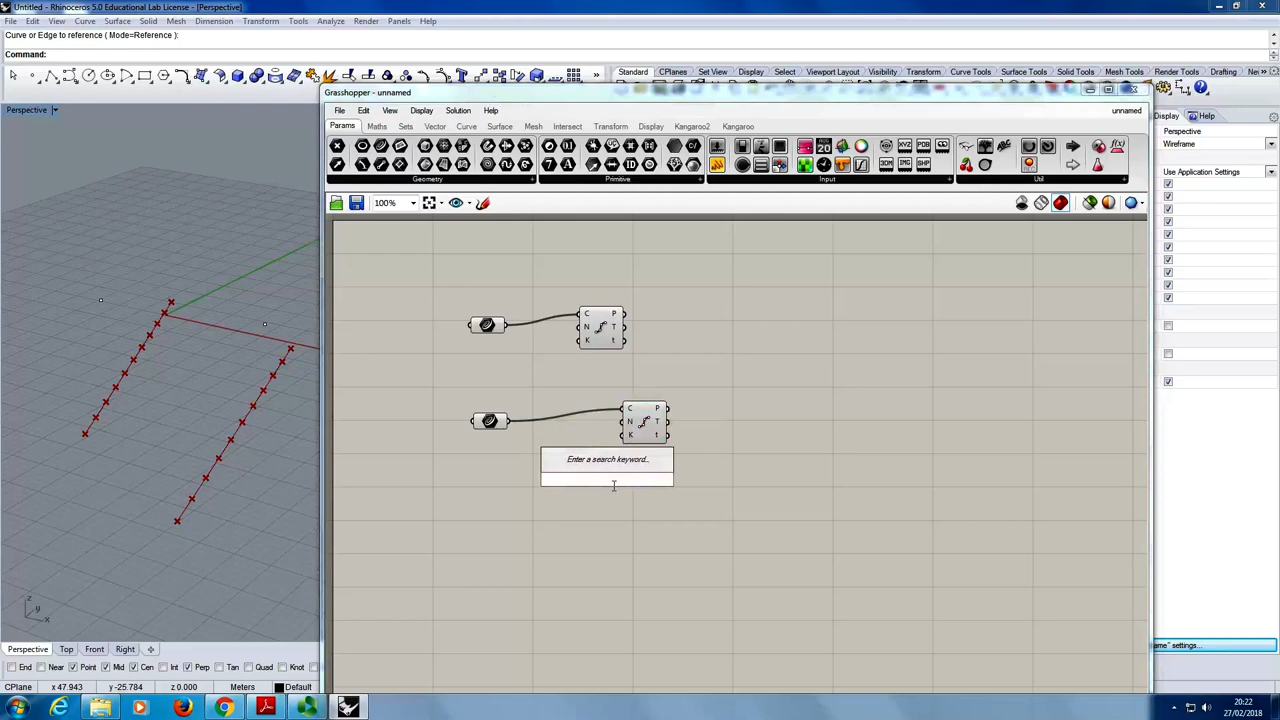 Untitled - Rhinoceros 5.0 Educational Lab License - [Perspective]
File Edit View Curve Surface Solid Mesh Dimension Transform Tools Analyze Render Panels Help
Curve or Edge to reference ( Mode=Reference ):
Command:
Standard CPlanes Set View Display Select Viewport Layout Visibility Transform Curve Tools Surface Tools Solid Tools Mesh Tools Render Tools Drafting
Perspective
Grasshopper - unnamed
File Edit View Display Solution Help
unnamed
Params Maths Sets Vector Curve Surface Mesh Intersect Transform Display Kangaroo2 Kangaroo
Geometry Primitive Input Util
100%
Display Help
Perspective
Wireframe
Use Application Settings
C P
N T
K t
C P
N T
K t
Enter a search keyword...
z
y
x
Perspective Top Front Right
End Near Point Mid Cen Int Perp Tan Quad Knot
CPlane x 47.943 y -25.784 z 0.000 Meters Default
20:22
27/02/2018